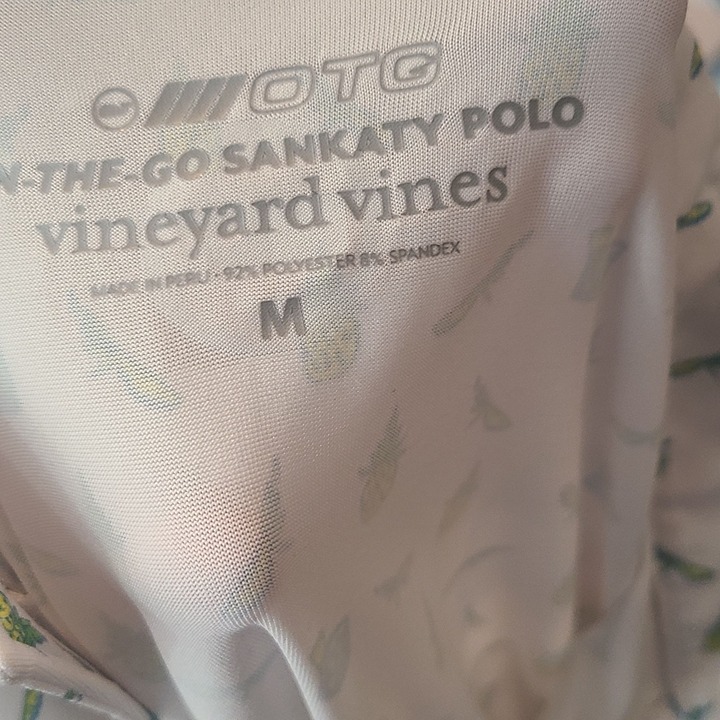 OTG
N-THE-GO SANKATY POLO
vineyard vines
MADE IN PERU • 92% POLYESTER 8% SPANDEX
M